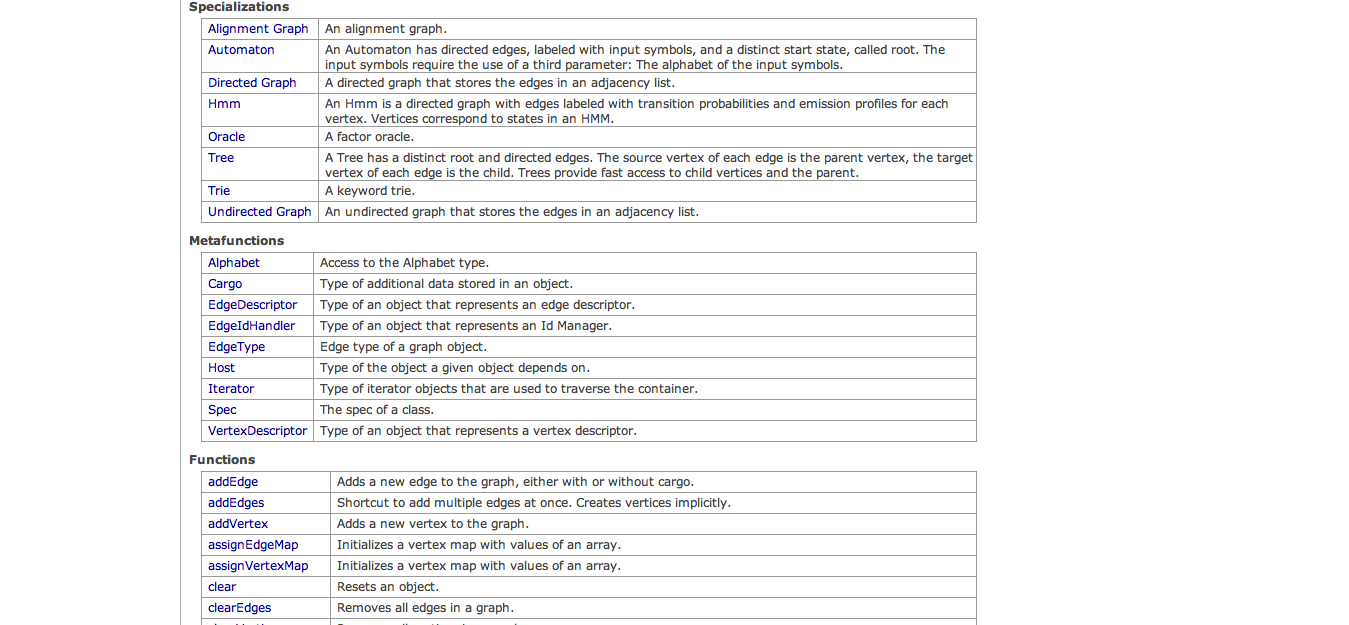 Specializations
Alignment Graph An alignment graph.
Automaton An Automaton has directed edges, labeled with input symbols, and a distinct start state, called root. The
input symbols require the use of a third parameter: The alphabet of the input symbols.
Directed Graph A directed graph that stores the edges in an adjacency list.
Hmm An Hmm is a directed graph with edges labeled with transition probabilities and emission profiles for each
vertex. Vertices correspond to states in an HMM.
Oracle A factor oracle.
Tree A Tree has a distinct root and directed edges. The source vertex of each edge is the parent vertex, the target
vertex of each edge is the child. Trees provide fast access to child vertices and the parent.
Trie A keyword trie.
Undirected Graph An undirected graph that stores the edges in an adjacency list.
Metafunctions
Alphabet Access to the Alphabet type.
Cargo Type of additional data stored in an object.
EdgeDescriptor Type of an object that represents an edge descriptor.
EdgeIdHandler Type of an object that represents an Id Manager.
EdgeType Edge type of a graph object.
Host Type of the object a given object depends on.
Iterator Type of iterator objects that are used to traverse the container.
Spec The spec of a class.
VertexDescriptor Type of an object that represents a vertex descriptor.
Functions
addEdge Adds a new edge to the graph, either with or without cargo.
addEdges Shortcut to add multiple edges at once. Creates vertices implicitly.
addVertex Adds a new vertex to the graph.
assignEdgeMap Initializes a vertex map with values of an array.
assignVertexMap Initializes a vertex map with values of an array.
clear Resets an object.
clearEdges Removes all edges in a graph.